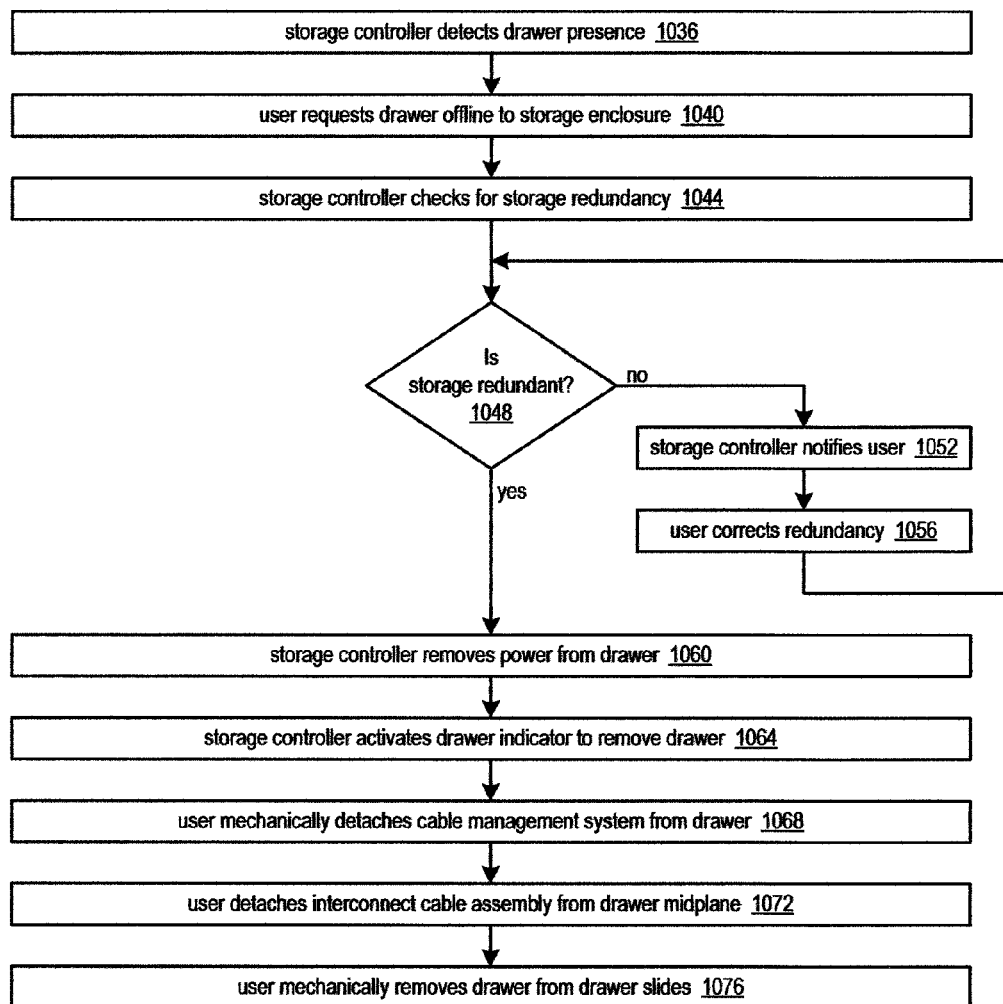 storage controller detects drawer presence 1036
user requests drawer offline to storage enclosure 1040
storage controller checks for storage redundancy 1044
Is
storage redundant?
1048
no
storage controller notifies user 1052
user corrects redundancy 1056
yes
storage controller removes power from drawer 1060
storage controller activates drawer indicator to remove drawer 1064
user mechanically detaches cable management system from drawer 1068
user detaches interconnect cable assembly from drawer midplane 1072
user mechanically removes drawer from drawer slides 1076